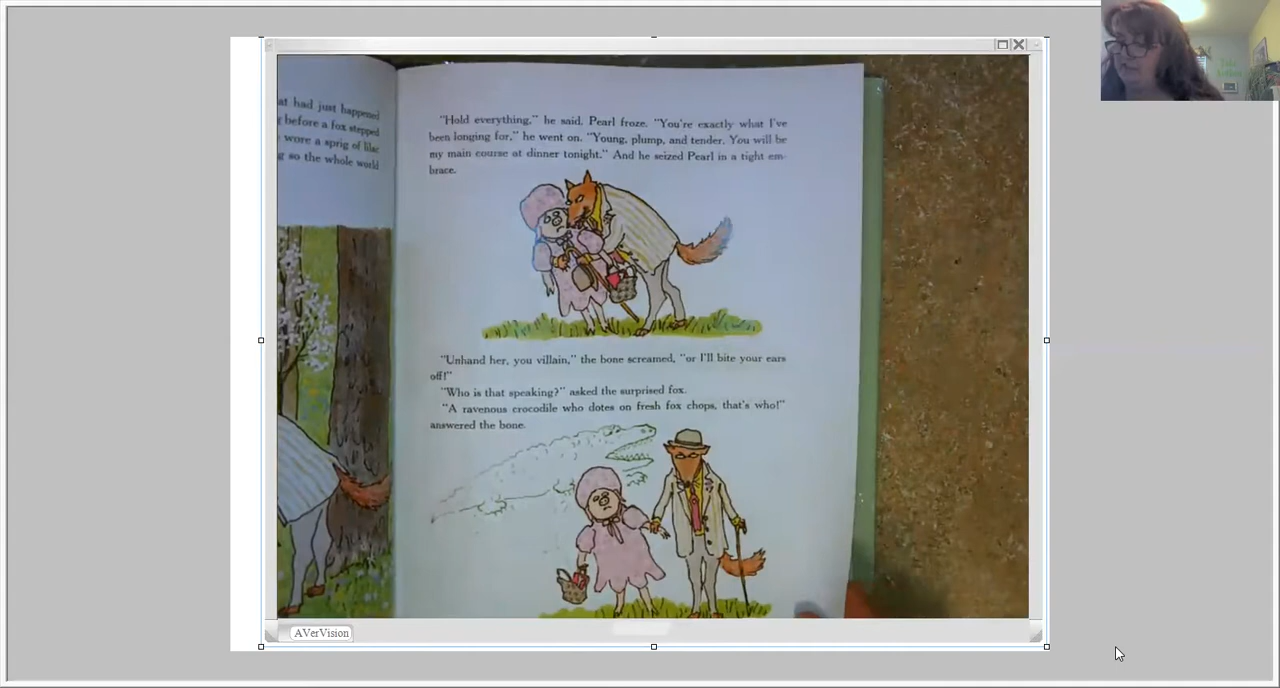 at had just happened
before a fox stepped
wore a sprig of lilac
so the whole world
"Hold everything," he said. Pearl froze. "You're exactly what I've
been longing for," he went on. "Young, plump, and tender. You will be
my main course at dinner tonight." And he seized Pearl in a tight em-
brace.
"Unhand her, you villain," the bone screamed, "or I'll bite your ears
off!"
"Who is that speaking?" asked the surprised fox.
"A ravenous crocodile who dotes on fresh fox chops, that's who!"
answered the bone.
AVerVision